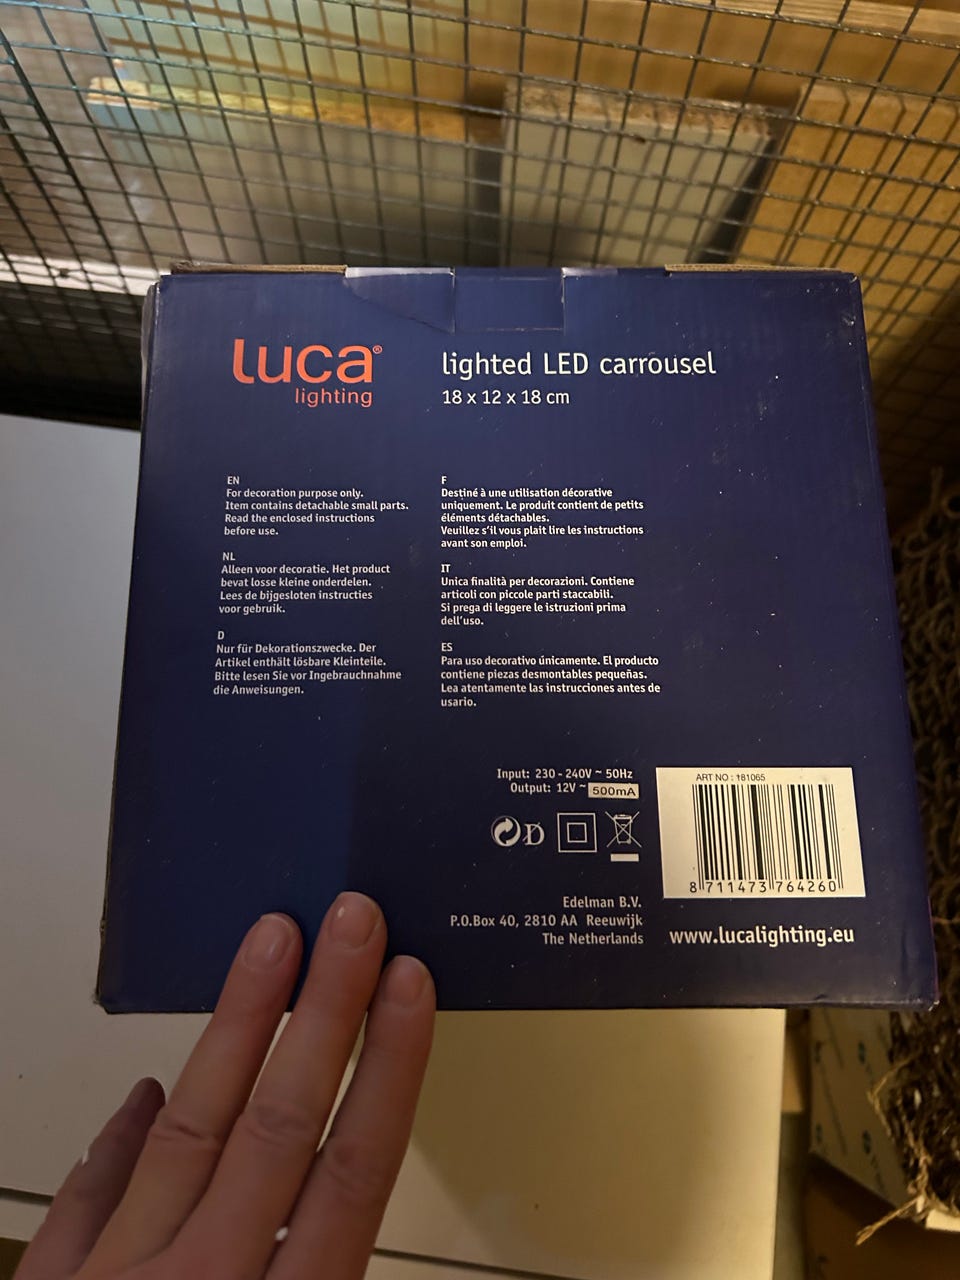 luca®
lighting
lighted LED carrousel
18 x 12 x 18 cm
EN
For decoration purpose only.
Item contains detachable small parts.
Read the enclosed instructions
before use.
NL
Alleen voor decoratie. Het product
bevat losse kleine onderdelen.
Lees de bijgesloten instructies
voor gebruik.
D
Nur für Dekorationszwecke. Der
Artikel enthält lösbare Kleinteile.
Bitte lesen Sie vor Ingebrauchnahme
die Anweisungen.
F
Destiné à une utilisation décorative
uniquement. Le produit contient de petits
éléments détachables.
Veuillez s'il vous plait lire les instructions
avant son emploi.
IT
Unica finalità per decorazioni. Contiene
articoli con piccole parti staccabili.
Si prega di leggere le istruzioni prima
dell'uso.
ES
Para uso decorativo únicamente. El producto
contiene piezas desmontables pequeñas.
Lea atentamente las instrucciones antes de
usario.
Input: 230 - 240V ~ 50Hz
Output: 12V ~ 500mA
D
ART NO : 181065
8 711473 764260
Edelman B.V.
P.O.Box 40, 2810 AA Reeuwijk
The Netherlands
www.lucalighting.eu